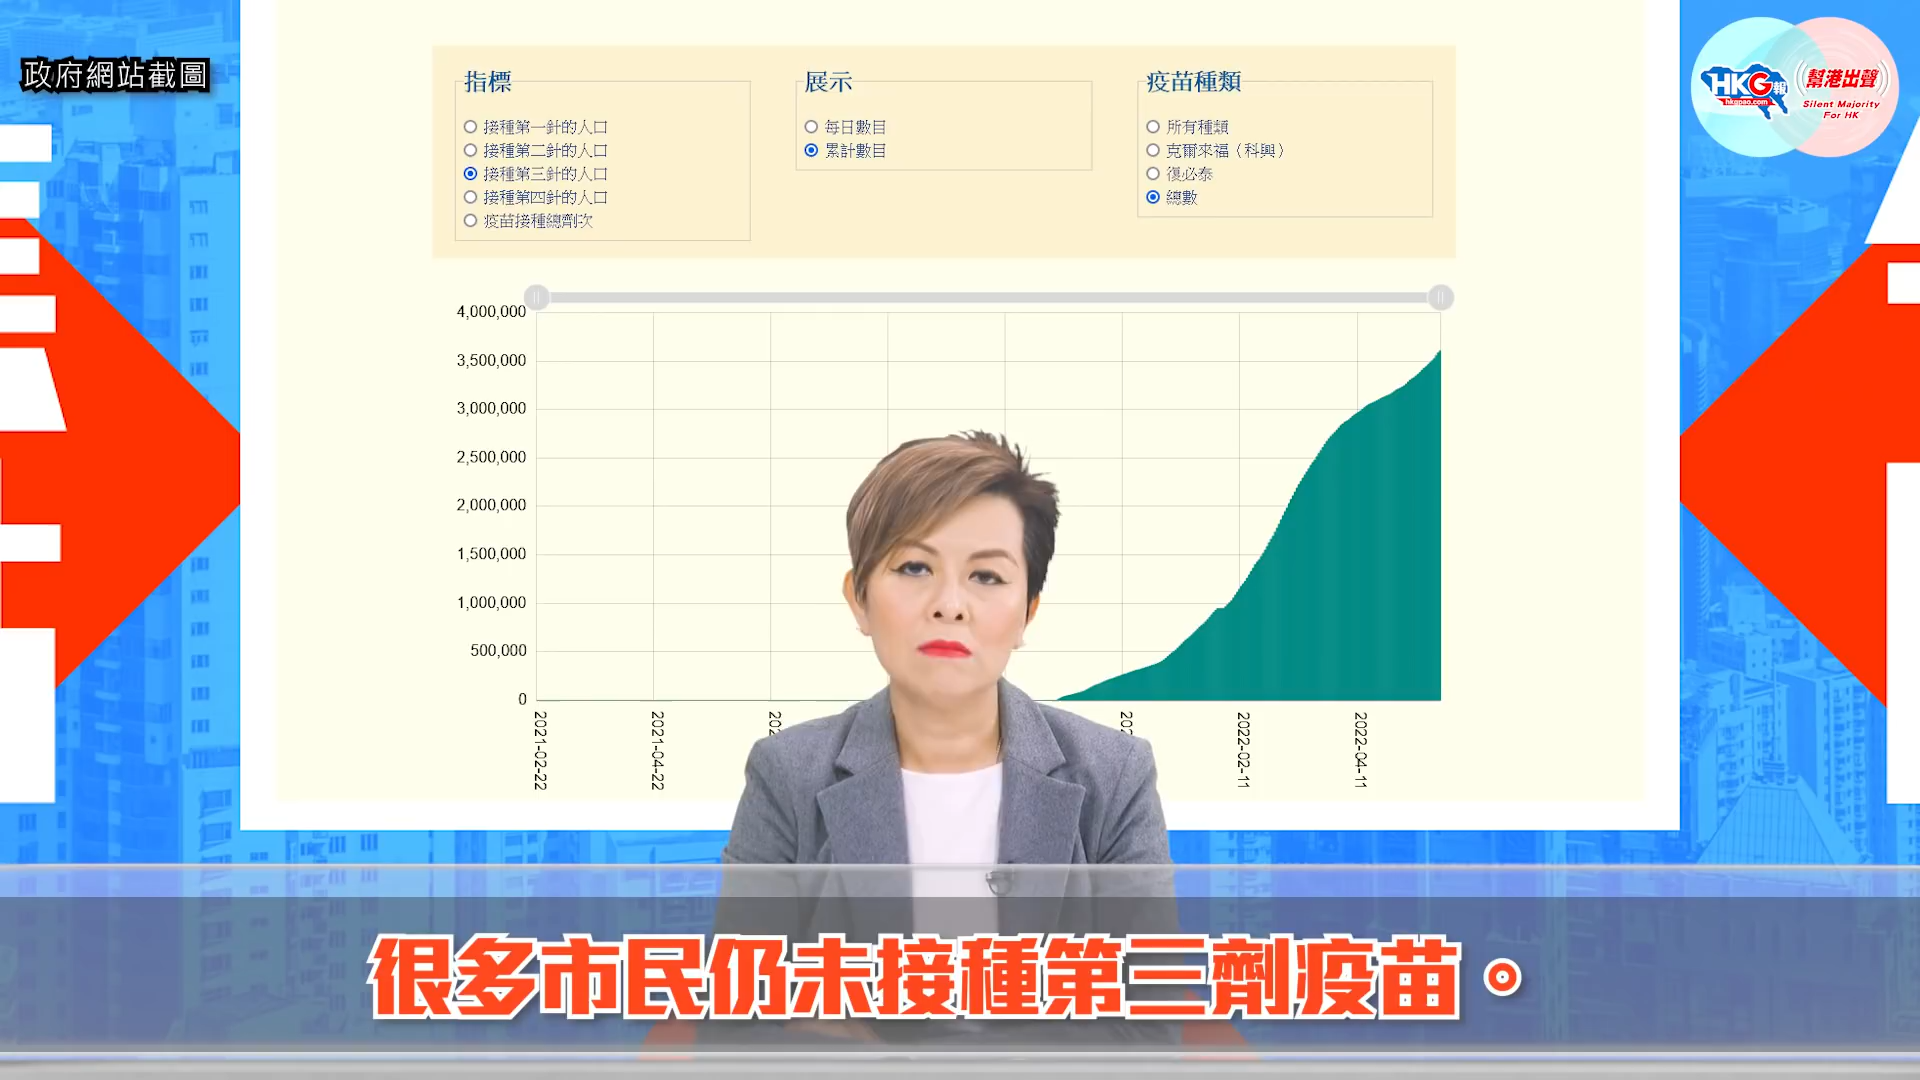 政府網站截圖
HKG報
hkgpao.com
幫港出聲
Silent Majority
For HK
指標
接種第一針的人口
接種第二針的人口
接種第三針的人口
接種第四針的人口
疫苗接種總劑次
展示
每日數目
累計數目
疫苗種類
所有種類
克爾來福（科興）
復必泰
總數
4,000,000
3,500,000
3,000,000
2,500,000
2,000,000
1,500,000
1,000,000
500,000
0
2021-02-22
2021-04-22
202
202
2022-02-11
2022-04-11
很多市民仍未接種第三劑疫苗。